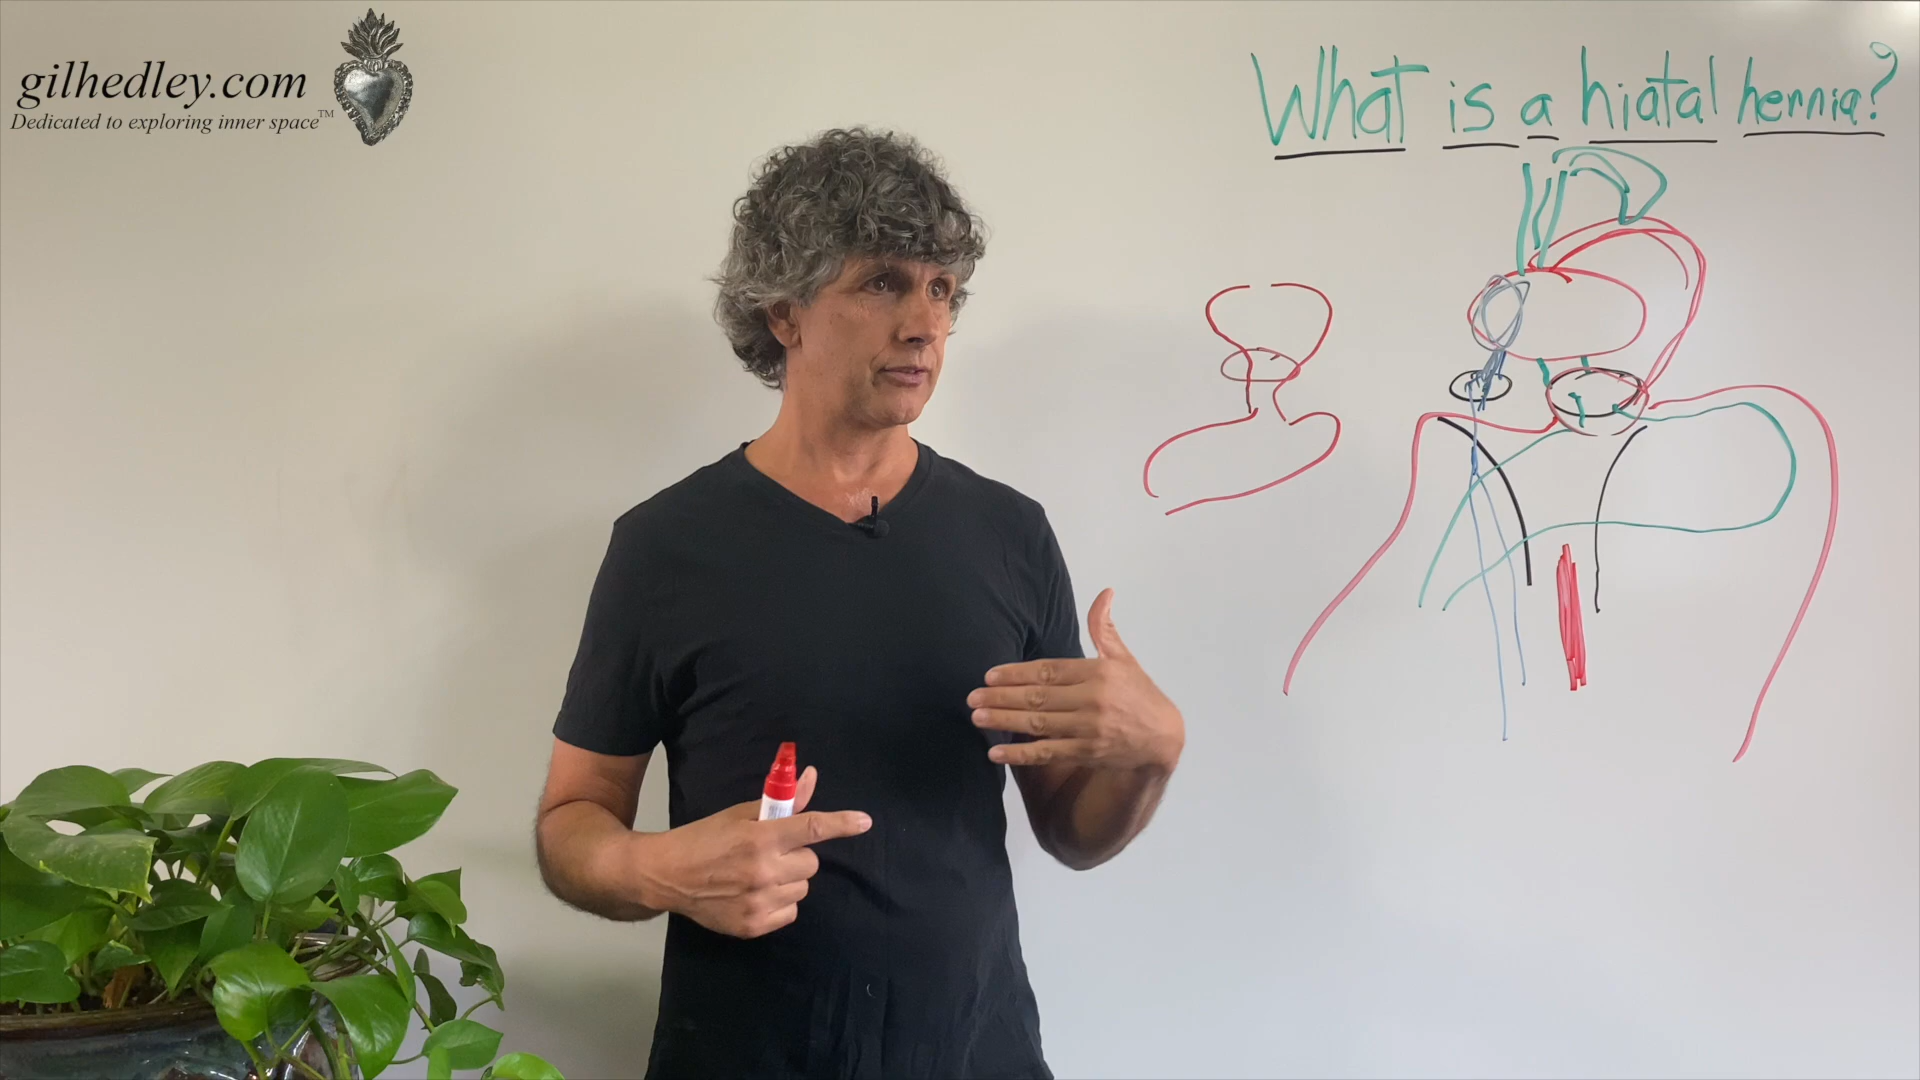 gilhedley.com
Dedicated to exploring inner space™
What is a hiatal hernia?